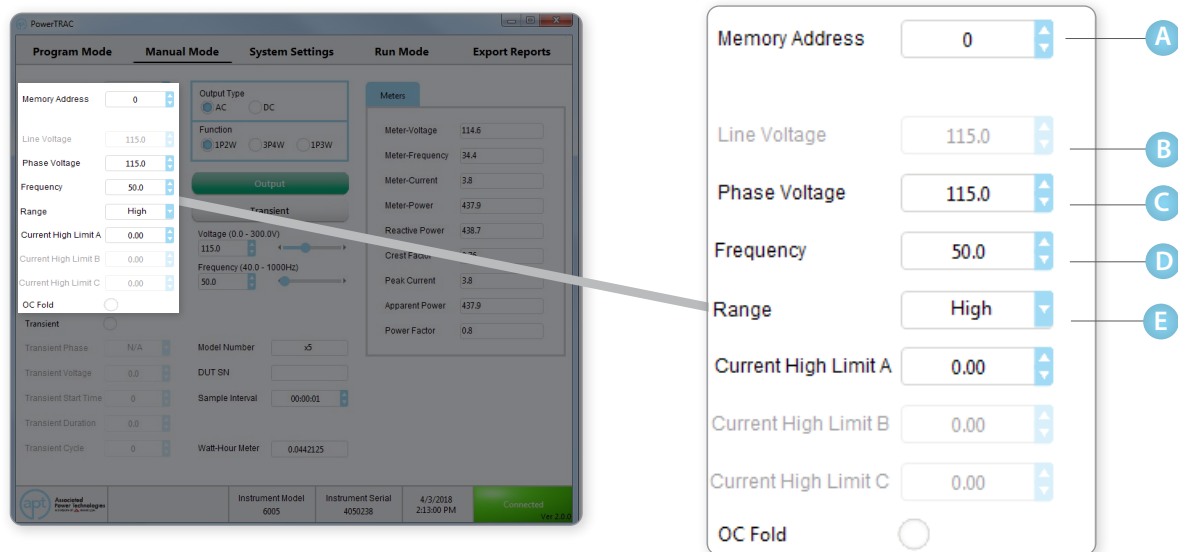 PowerTRAC
Program Mode Manual Mode System Settings Run Mode Export Reports
Memory Address 0
Line Voltage 115.0
Phase Voltage 115.0
Frequency 50.0
Range High
Current High Limit A 0.00
Current High Limit B 0.00
Current High Limit C 0.00
OC Fold
Transient
Transient Phase N/A
Transient Voltage 0.0
Transient Start Time 0
Transient Duration 0.0
Transient Cycle 0
Output Type
AC DC
Function
1P2W 3P4W 1P3W
Output
Transient
Voltage (0.0 - 300.0V)
115.0
Frequency (40.0 - 1000Hz)
50.0
Model Number x5
DUT SN
Sample Interval 00:00:01
Watt-Hour Meter 0.0442125
Meters
Meter-Voltage 114.6
Meter-Frequency 34.4
Meter-Current 3.8
Meter-Power 437.9
Reactive Power 438.7
Crest Factor
Peak Current 3.8
Apparent Power 437.9
Power Factor 0.8
apt Associated
Power Technologies
Instrument Model
6005
Instrument Serial
4050238
4/3/2018
2:13:00 PM
Connected
Ver 2.0.0
Memory Address 0 A
Line Voltage 115.0 B
Phase Voltage 115.0 C
Frequency 50.0 D
Range High E
Current High Limit A 0.00
Current High Limit B 0.00
Current High Limit C 0.00
OC Fold